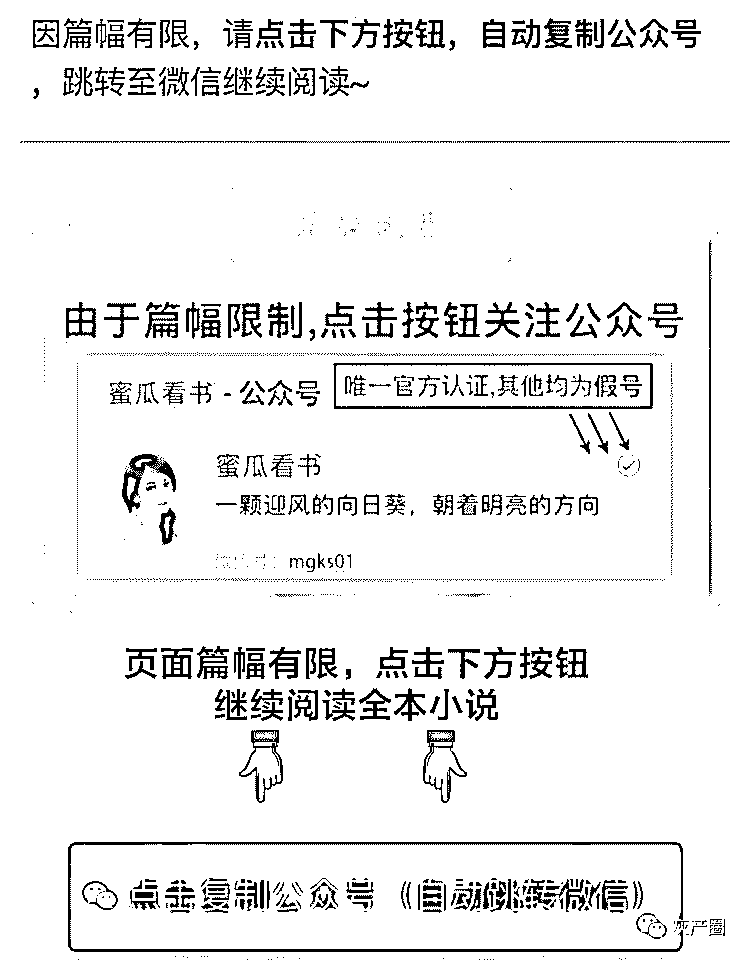 因篇幅有限，请点击下方按钮，自动复制公众号
，跳转至微信继续阅读~
由于篇幅限制,点击按钮关注公众号
蜜瓜看书 - 公众号
唯一官方认证,其他均为假号
蜜瓜看书
一颗迎风的向日葵，朝着明亮的方向
mgks01
页面篇幅有限，点击下方按钮
继续阅读全本小说
点击复制公众号（自动跳转微信）
灰产圈